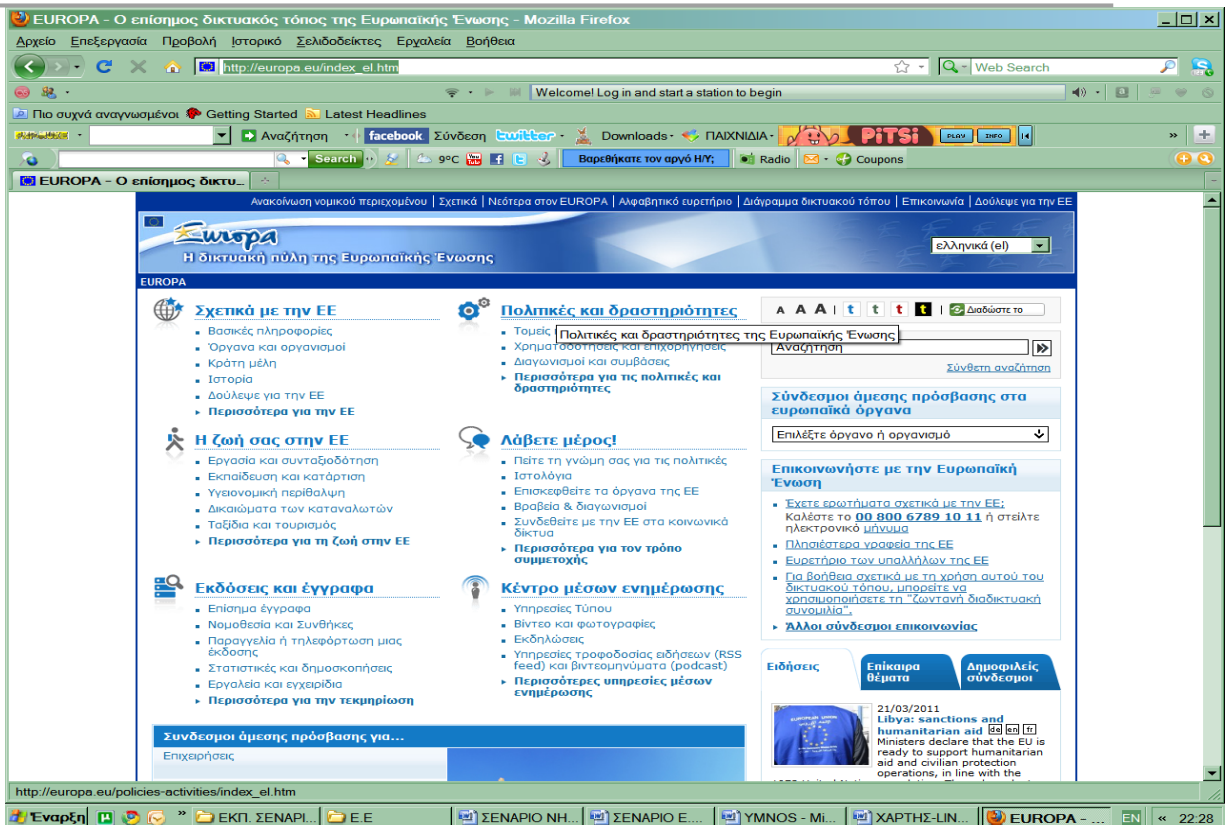 EUROPA - Ο επίσημος δικτυακός τόπος της Ευρωπαϊκής Ένωσης - Mozilla Firefox
Αρχείο Επεξεργασία Προβολή Ιστορικό Σελιδοδείκτες Εργαλεία Βοήθεια
http://europa.eu/index_el.htm
Web Search
Welcome! Log in and start a station to begin
Πιο συχνά αναγνωσμένοι Getting Started Latest Headlines
Αναζήτηση facebook Σύνδεση twitter Downloads ΠΑΙΧΝΙΔΙΑ PiTSi PLAY INFO
Search 9°C Βαρεθήκατε τον αργό Η/Υ; Radio Coupons
EUROPA - Ο επίσημος δικτυ...
Ανακοίνωση νομικού περιεχομένου | Σχετικά | Νεότερα στον EUROPA | Αλφαβητικό ευρετήριο | Διάγραμμα δικτυακού τόπου | Επικοινωνία | Δούλεψε για την ΕΕ
Europa
Η δικτυακή πύλη της Ευρωπαϊκής Ένωσης
ελληνικά (el)
EUROPA
Σχετικά με την ΕΕ
Βασικές πληροφορίες
Όργανα και οργανισμοί
Κράτη μέλη
Ιστορία
Δούλεψε για την ΕΕ
Περισσότερα για την ΕΕ
Πολιτικές και δραστηριότητες
Τομείς
Πολιτικές και δραστηριότητες της Ευρωπαϊκής Ένωσης
Χρηματοδοτήσεις και επιχορηγήσεις
Διαγωνισμοί και συμβάσεις
Περισσότερα για τις πολιτικές και
δραστηριότητες
Η ζωή σας στην ΕΕ
Εργασία και συνταξιοδότηση
Εκπαίδευση και κατάρτιση
Υγειονομική περίθαλψη
Δικαιώματα των καταναλωτών
Ταξίδια και τουρισμός
Περισσότερα για τη ζωή στην ΕΕ
Λάβετε μέρος!
Πείτε τη γνώμη σας για τις πολιτικές
Ιστολόγια
Επισκεφθείτε τα όργανα της ΕΕ
Βραβεία & διαγωνισμοί
Συνδεθείτε με την ΕΕ στα κοινωνικά
δίκτυα
Περισσότερα για τον τρόπο
συμμετοχής
Εκδόσεις και έγγραφα
Επίσημα έγγραφα
Νομοθεσία και Συνθήκες
Παραγγελία ή τηλεφόρτωση μιας
έκδοσης
Στατιστικές και δημοσκοπήσεις
Εργαλεία και εγχειρίδια
Περισσότερα για την τεκμηρίωση
Κέντρο μέσων ενημέρωσης
Υπηρεσίες Τύπου
Βίντεο και φωτογραφίες
Εκδηλώσεις
Υπηρεσίες τροφοδοσίας ειδήσεων (RSS
feed) και βιντεομηνύματα (podcast)
Περισσότερες υπηρεσίες μέσων
ενημέρωσης
Συνδεσμοι άμεσης πρόσβασης για...
Επιχειρήσεις
A A A | t t t t | Διαδώστε το
Αναζήτηση
Σύνθετη αναζήτηση
Σύνδεσμοι άμεσης πρόσβασης στα
ευρωπαϊκά όργανα
Επιλέξτε όργανο ή οργανισμό
Επικοινωνήστε με την Ευρωπαϊκή
Ένωση
Έχετε ερωτήματα σχετικά με την ΕΕ;
Καλέστε το 00 800 6789 10 11 ή στείλτε
ηλεκτρονικό μήνυμα
Πλησιέστερα γραφεία της ΕΕ
Ευρετήριο των υπαλλήλων της ΕΕ
Για βοήθεια σχετικά με τη χρήση αυτού του
δικτυακού τόπου, μπορείτε να
χρησιμοποιήσετε τη "ζωντανή διαδικτυακή
συνομιλία".
Άλλοι σύνδεσμοι επικοινωνίας
Ειδήσεις
Επίκαιρα
θέματα
Δημοφιλείς
σύνδεσμοι
21/03/2011
Libya: sanctions and
humanitarian aid de en fr
Ministers declare that the EU is
ready to support humanitarian
aid and civilian protection
operations, in line with the
http://europa.eu/policies-activities/index_el.htm
Έναρξη » ΕΚΠ. ΣΕΝΑΡΙ... Ε.Ε ΣΕΝΑΡΙΟ ΝΗ... ΣΕΝΑΡΙΟ Ε.... ΥΜΝΟS - Mi... ΧΑΡΤΗΣ-LIN... EUROPA - ... EN « 22:28